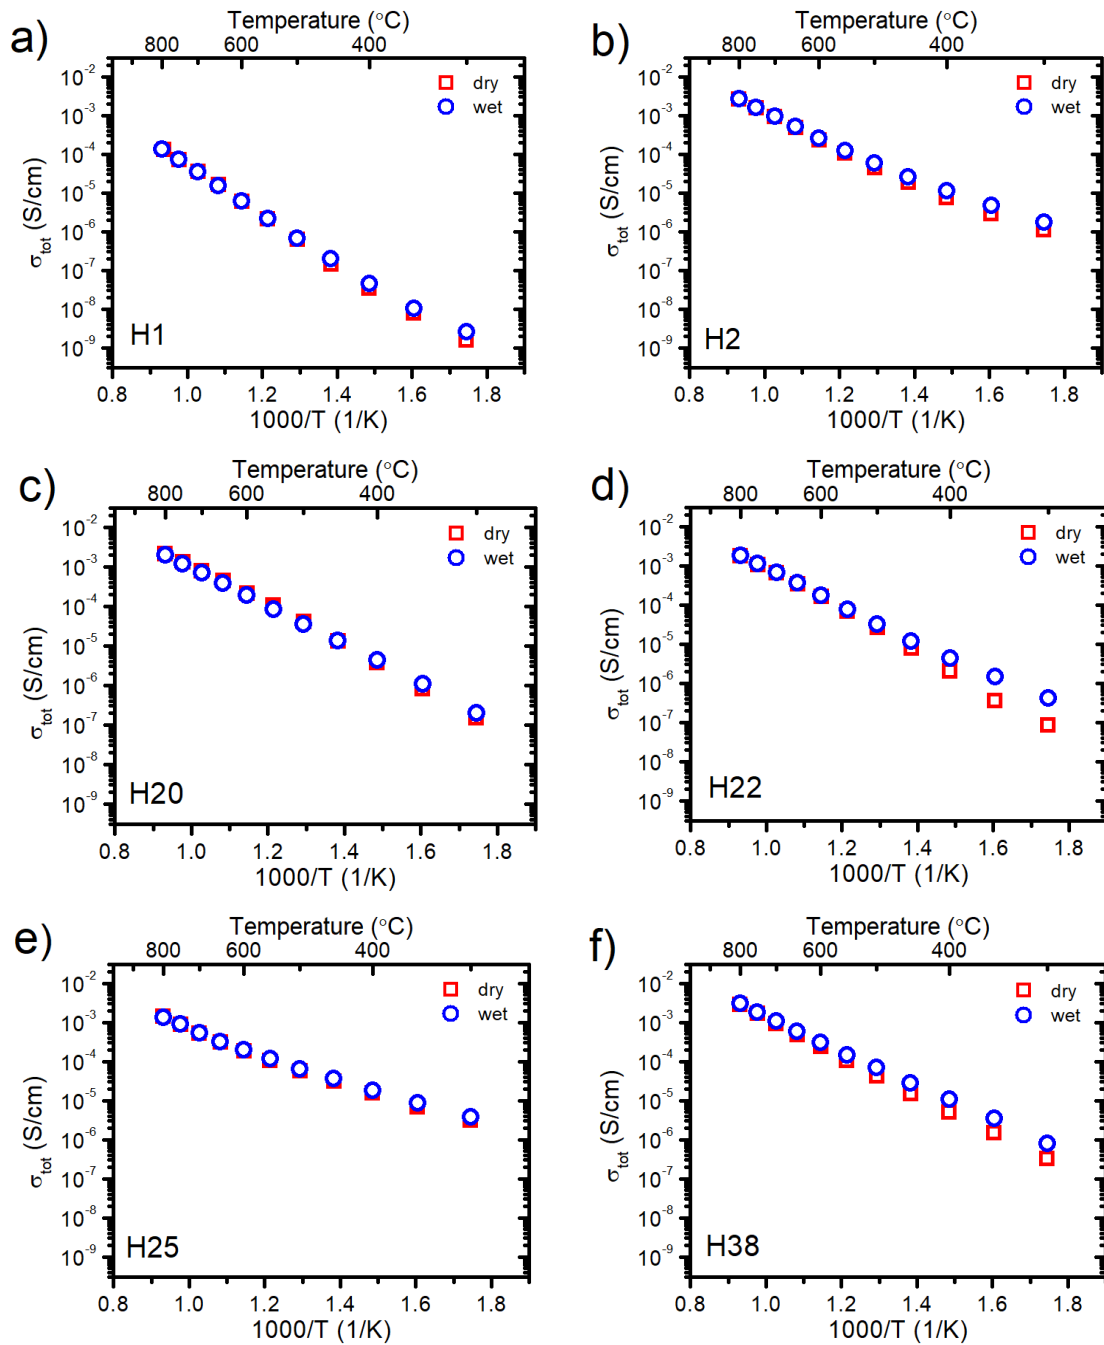 a)
Temperature (°C)
800 600 400
10⁻² 10⁻³ 10⁻⁴ 10⁻⁵ 10⁻⁶ 10⁻⁷ 10⁻⁸ 10⁻⁹
σtot (S/cm)
dry
wet
H1
0.8 1.0 1.2 1.4 1.6 1.8
1000/T (1/K)
b)
Temperature (°C)
800 600 400
10⁻² 10⁻³ 10⁻⁴ 10⁻⁵ 10⁻⁶ 10⁻⁷ 10⁻⁸ 10⁻⁹
σtot (S/cm)
dry
wet
H2
0.8 1.0 1.2 1.4 1.6 1.8
1000/T (1/K)
c)
Temperature (°C)
800 600 400
10⁻² 10⁻³ 10⁻⁴ 10⁻⁵ 10⁻⁶ 10⁻⁷ 10⁻⁸ 10⁻⁹
σtot (S/cm)
dry
wet
H20
0.8 1.0 1.2 1.4 1.6 1.8
1000/T (1/K)
d)
Temperature (°C)
800 600 400
10⁻² 10⁻³ 10⁻⁴ 10⁻⁵ 10⁻⁶ 10⁻⁷ 10⁻⁸ 10⁻⁹
σtot (S/cm)
dry
wet
H22
0.8 1.0 1.2 1.4 1.6 1.8
1000/T (1/K)
e)
Temperature (°C)
800 600 400
10⁻² 10⁻³ 10⁻⁴ 10⁻⁵ 10⁻⁶ 10⁻⁷ 10⁻⁸ 10⁻⁹
σtot (S/cm)
dry
wet
H25
0.8 1.0 1.2 1.4 1.6 1.8
1000/T (1/K)
f)
Temperature (°C)
800 600 400
10⁻² 10⁻³ 10⁻⁴ 10⁻⁵ 10⁻⁶ 10⁻⁷ 10⁻⁸ 10⁻⁹
σtot (S/cm)
dry
wet
H38
0.8 1.0 1.2 1.4 1.6 1.8
1000/T (1/K)